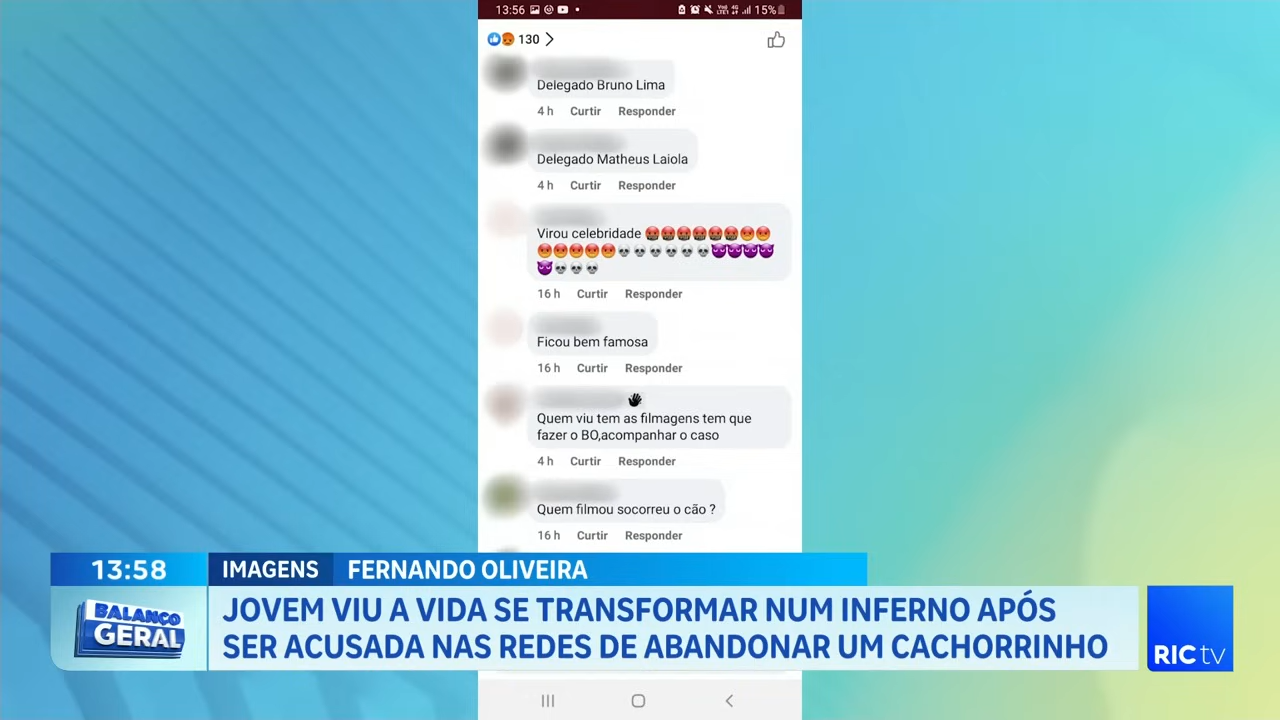 13:56
15%
130
Delegado Bruno Lima
4 h Curtir Responder
Delegado Matheus Laiola
4 h Curtir Responder
Virou celebridade 🤬🤬🤬🤬🤬🤬😡😡
😡😡😡😡😡💀💀💀💀💀💀😈😈😈😈
😈💀💀💀
16 h Curtir Responder
Ficou bem famosa
16 h Curtir Responder
Quem viu tem as filmagens tem que
fazer o BO,acompanhar o caso
4 h Curtir Responder
Quem filmou socorreu o cão ?
16 h Curtir Responder
13:58 IMAGENS FERNANDO OLIVEIRA
BALANÇO
GERAL
JOVEM VIU A VIDA SE TRANSFORMAR NUM INFERNO APÓS
SER ACUSADA NAS REDES DE ABANDONAR UM CACHORRINHO
RIC tv